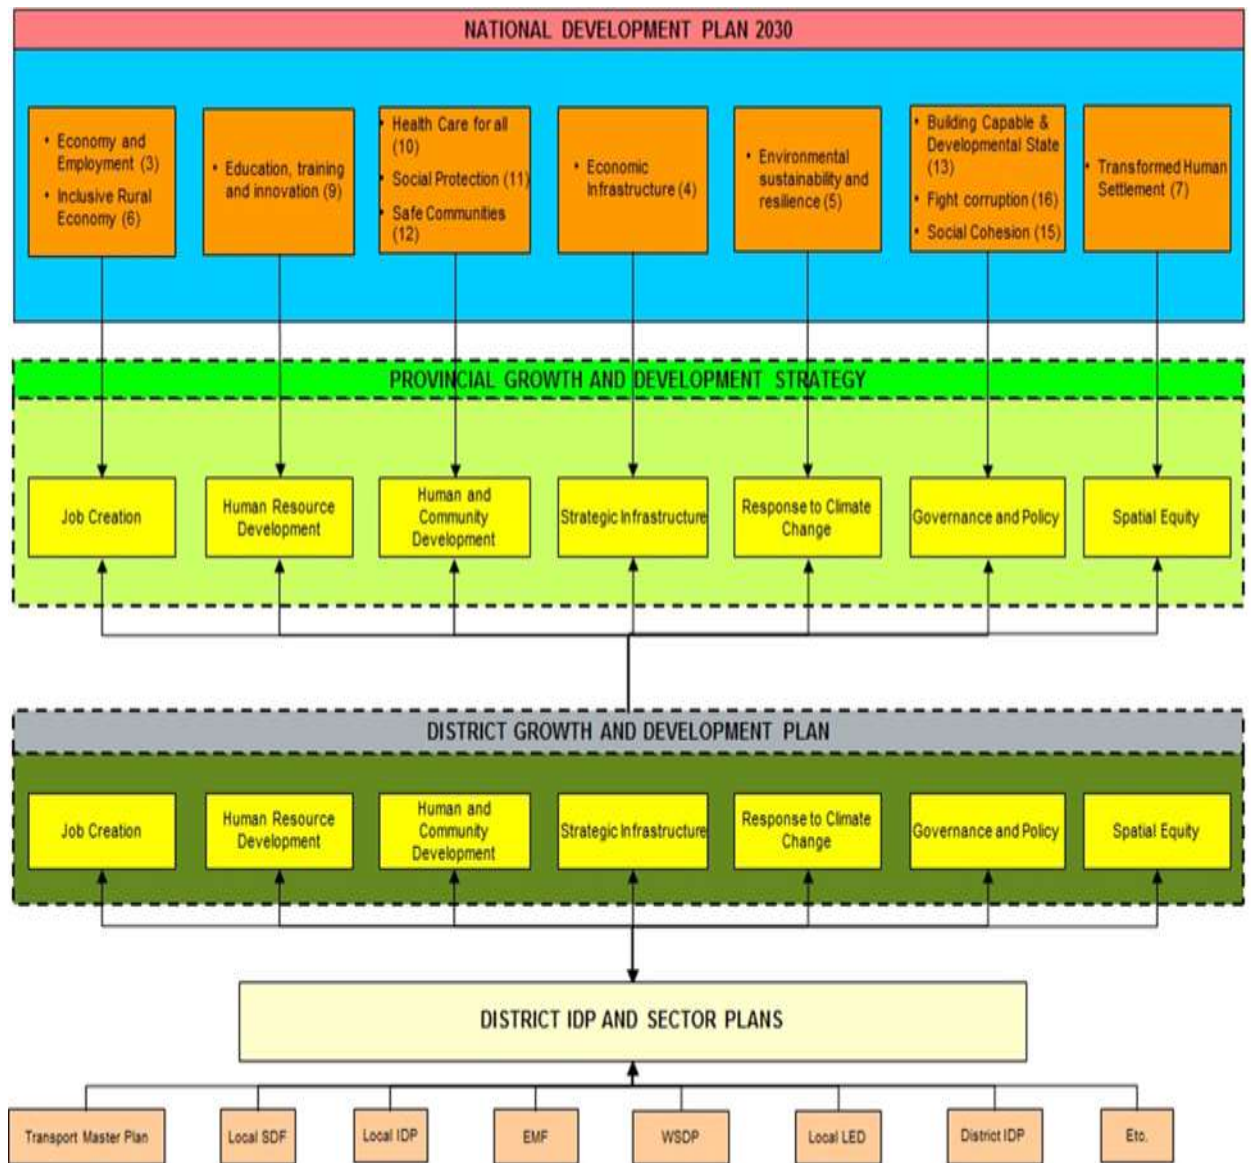 NATIONAL DEVELOPMENT PLAN 2030
• Economy and
Employment (3)
• Inclusive Rural
Economy (6)
• Education, training
and innovation (9)
• Health Care for all
(10)
• Social Protection (11)
• Safe Communities
(12)
• Economic
Infrastructure (4)
• Environmental
sustainability and
resilience (5)
• Building Capable &
Developmental State
(13)
• Fight corruption (16)
• Social Cohesion (15)
• Transformed Human
Settlement (7)
PROVINCIAL GROWTH AND DEVELOPMENT STRATEGY
Job Creation
Human Resource
Development
Human and
Community
Development
Strategic Infrastructure
Response to Climate
Change
Governance and Policy
Spatial Equity
DISTRICT GROWTH AND DEVELOPMENT PLAN
Job Creation
Human Resource
Development
Human and
Community
Development
Strategic Infrastructure
Response to Climate
Change
Governance and Policy
Spatial Equity
DISTRICT IDP AND SECTOR PLANS
Transport Master Plan
Local SDF
Local IDP
EMF
WSDP
Local LED
District IDP
Etc.